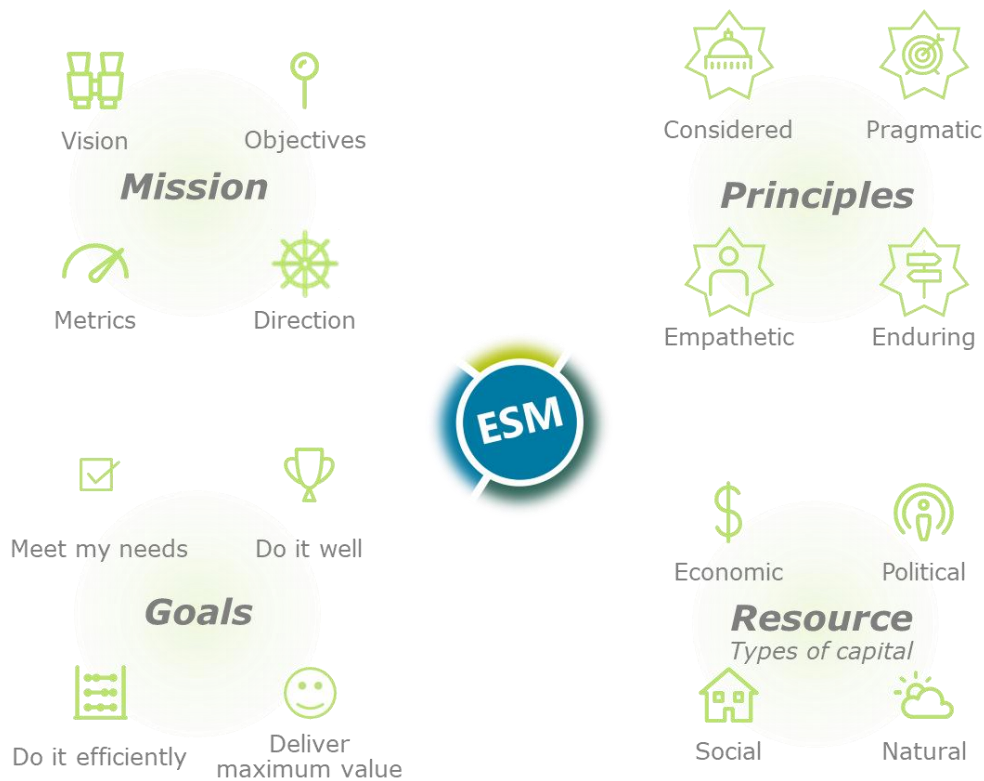 Vision
Objectives
Mission
Metrics
Direction
Considered
Pragmatic
Principles
Empathetic
Enduring
ESM
Meet my needs
Do it well
Goals
Do it efficiently
Deliver
maximum value
$
Economic
Political
Resource
Types of capital
Social
Natural